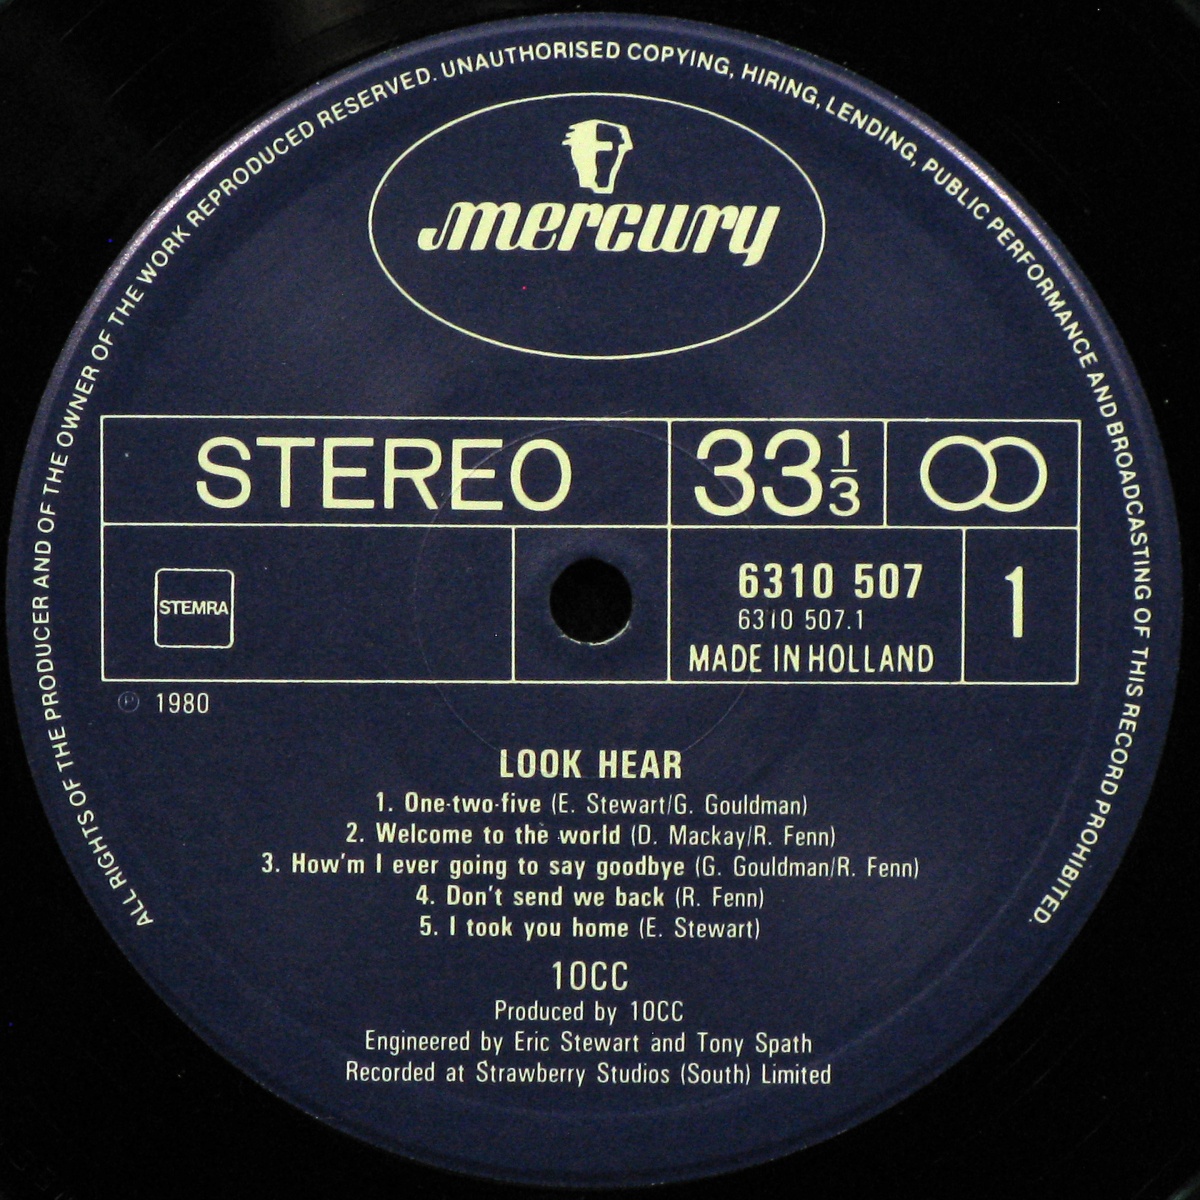 ALL RIGHTS OF THE PRODUCER AND OF THE OWNER OF THE WORK REPRODUCED RESERVED. UNAUTHORISED COPYING, HIRING, LENDING, PUBLIC PERFORMANCE AND BROADCASTING OF THIS RECORD PROHIBITED.
mercury
STEREO 33 1/3
STEMRA
6310 507
6310 507.1
MADE IN HOLLAND
1
℗ 1980
LOOK HEAR
1. One-two-five (E. Stewart/G. Gouldman)
2. Welcome to the world (D. Mackay/R. Fenn)
3. How'm I ever going to say goodbye (G. Gouldman/R. Fenn)
4. Don't send we back (R. Fenn)
5. I took you home (E. Stewart)
10CC
Produced by 10CC
Engineered by Eric Stewart and Tony Spath
Recorded at Strawberry Studios (South) Limited